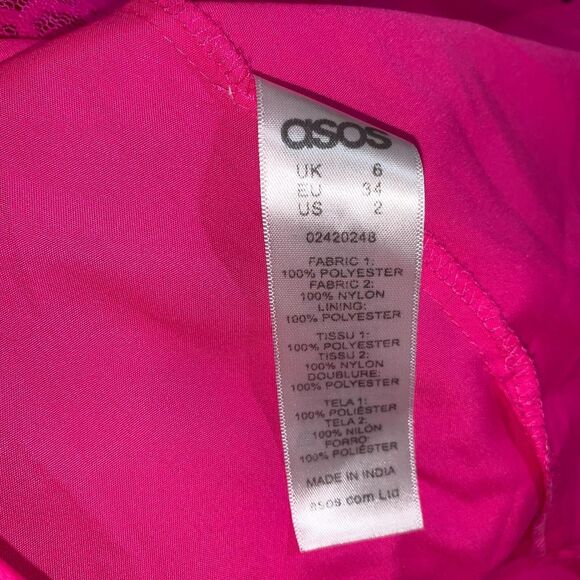 asos
UK 6
EU 34
US 2
02420248
FABRIC 1:
100% POLYESTER
FABRIC 2:
100% NYLON
LINING:
100% POLYESTER
TISSU 1:
100% POLYESTER
TISSU 2:
100% NYLON
DOUBLURE:
100% POLYESTER
TELA 1:
100% POLIÉSTER
TELA 2:
100% NILÓN
FORRO:
100% POLIÉSTER
MADE IN INDIA
asos.com Ltd